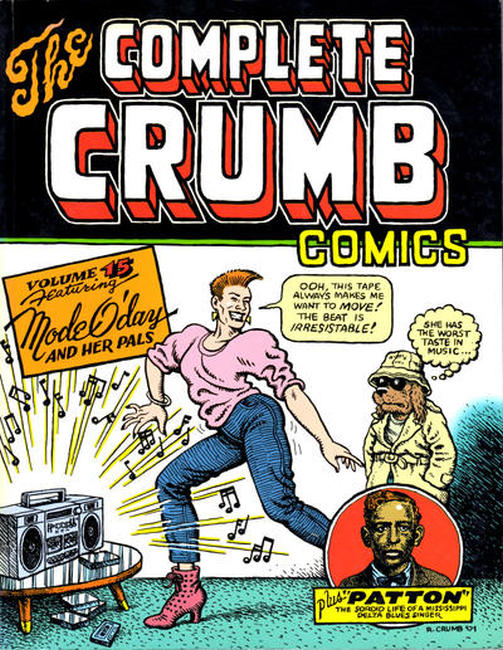 The
COMPLETE
CRUMB
COMICS
VOLUME 15
Featuring
Mode O'day
AND HER PALS
OOH, THIS TAPE
ALWAYS MAKES ME
WANT TO MOVE!
THE BEAT IS
IRRESISTABLE!
SHE HAS
THE WORST
TASTE IN
MUSIC...
plus "PATTON"
THE SORDID LIFE OF A MISSISSIPPI
DELTA BLUES SINGER
R. CRUMB '01